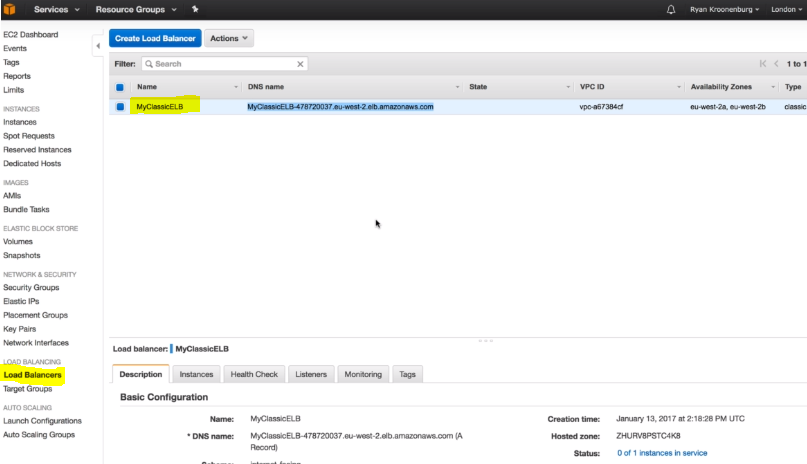 Services Resource Groups Ryan Kroonenburg London
EC2 Dashboard
Events
Tags
Reports
Limits
INSTANCES
Instances
Spot Requests
Reserved Instances
Dedicated Hosts
IMAGES
AMIs
Bundle Tasks
ELASTIC BLOCK STORE
Volumes
Snapshots
NETWORK & SECURITY
Security Groups
Elastic IPs
Placement Groups
Key Pairs
Network Interfaces
LOAD BALANCING
Load Balancers
Target Groups
AUTO SCALING
Launch Configurations
Auto Scaling Groups
Create Load Balancer Actions
Filter: Search 1 to 1
Name DNS name State VPC ID Availability Zones Type
MyClassicELB MyClassicELB-478720037.eu-west-2.elb.amazonaws.com vpc-a67384cf eu-west-2a, eu-west-2b classic
Load balancer: MyClassicELB
Description Instances Health Check Listeners Monitoring Tags
Basic Configuration
Name: MyClassicELB Creation time: January 13, 2017 at 2:18:28 PM UTC
* DNS name: MyClassicELB-478720037.eu-west-2.elb.amazonaws.com (A Record) Hosted zone: ZHURV8PSTC4K8
Status: 0 of 1 instances in service
Scheme: internet-facing